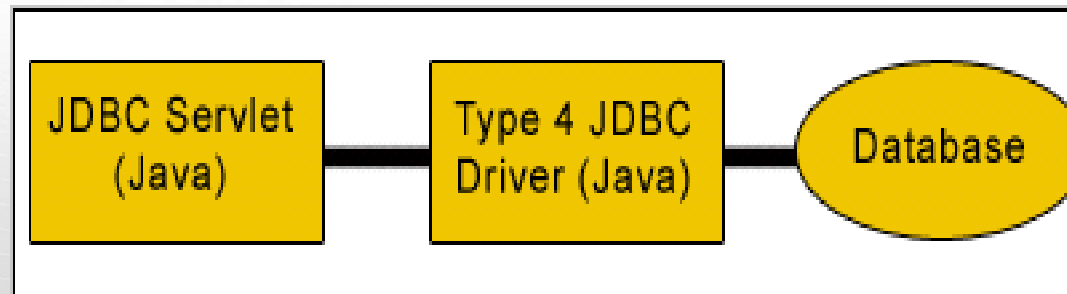 JDBC Servlet
(Java)
Type 4 JDBC
Driver (Java)
Database